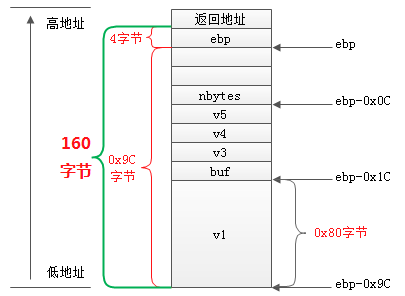 高地址
返回地址
4字节
ebp
ebp
nbytes
ebp-0x0C
v5
160
字节
v4
0x9C
字节
v3
buf
ebp-0x1C
v1
0x80字节
低地址
ebp-0x9C